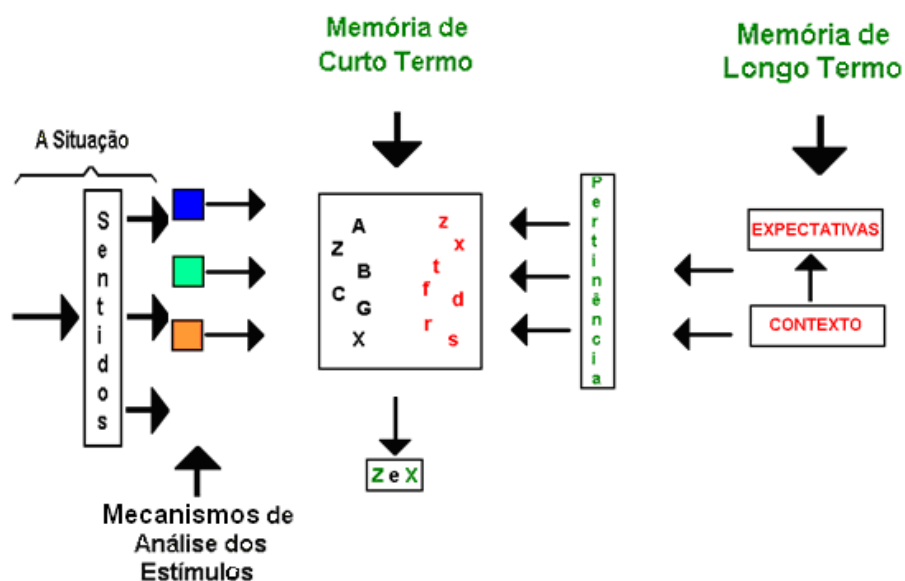 Memória de
Curto Termo
Memória de
Longo Termo
A Situação
Sentidos
A
Z
B
C
G
X
z
x
t
f
d
r
s
Pertinência
EXPECTATIVAS
CONTEXTO
Z e X
Mecanismos de
Análise dos
Estímulos